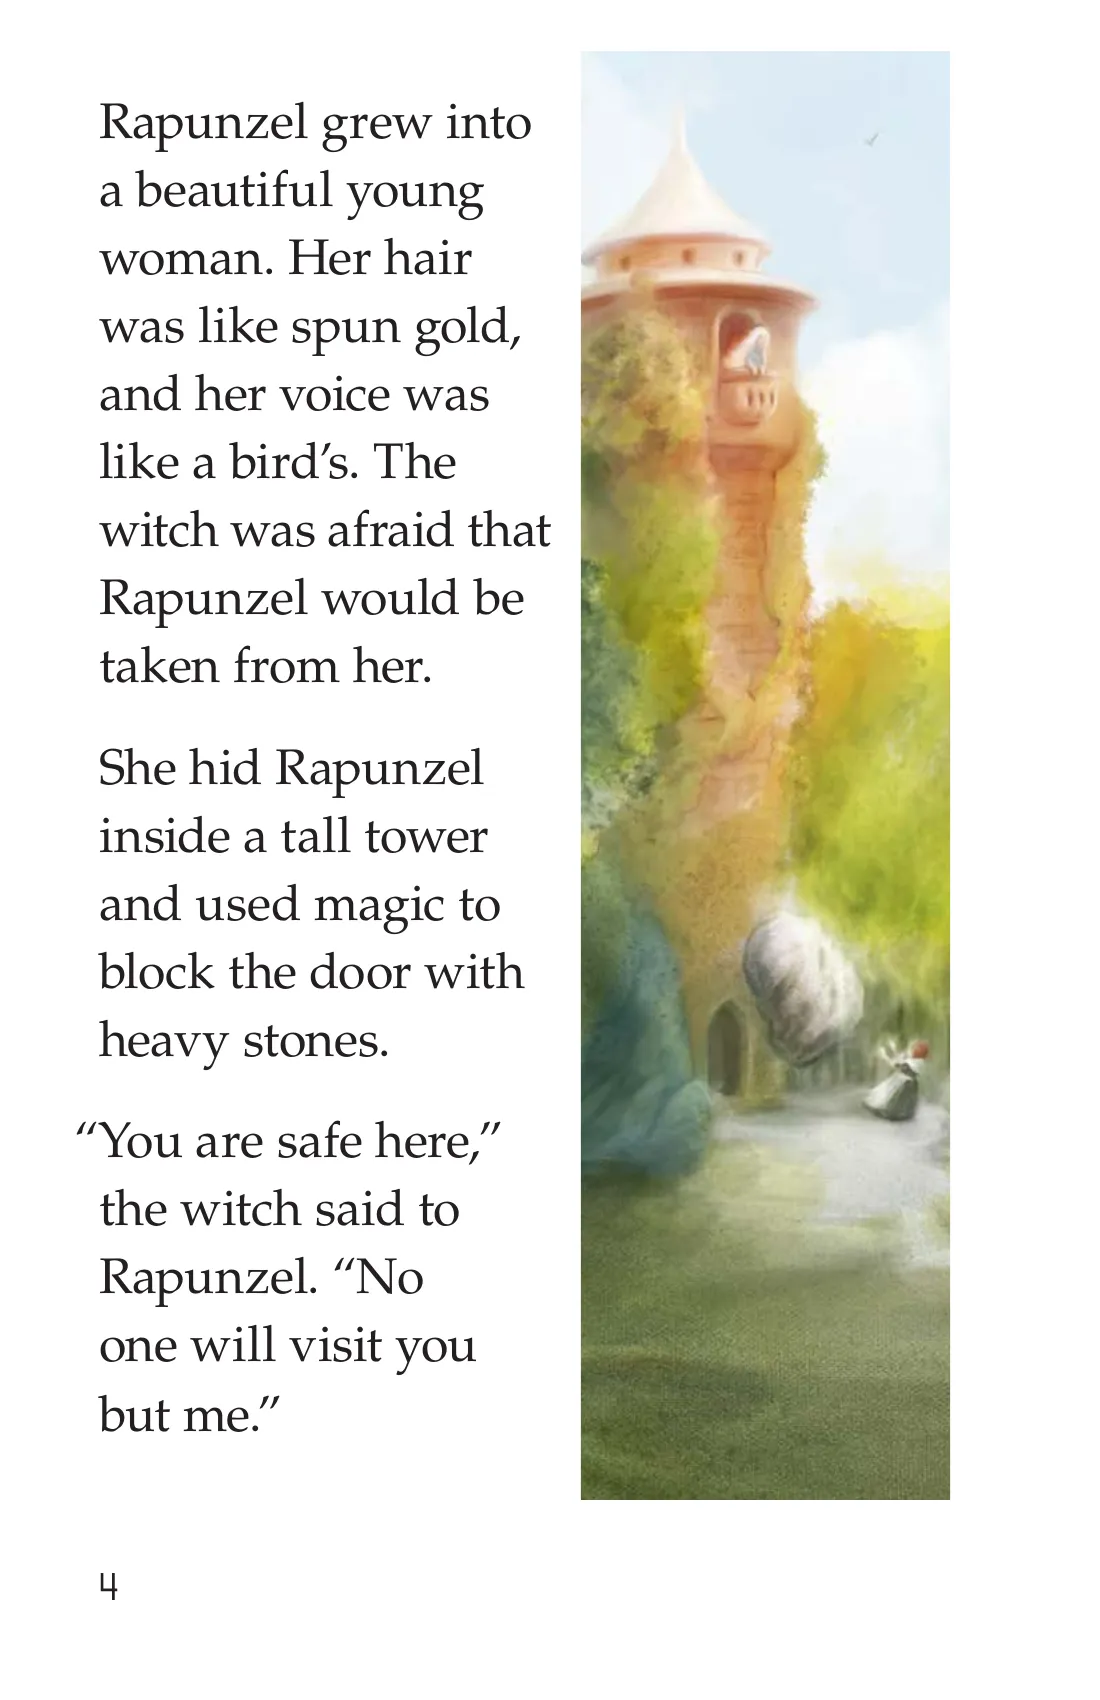 Rapunzel grew into
a beautiful young
woman. Her hair
was like spun gold,
and her voice was
like a bird’s. The
witch was afraid that
Rapunzel would be
taken from her.
She hid Rapunzel
inside a tall tower
and used magic to
block the door with
heavy stones.
“You are safe here,”
the witch said to
Rapunzel. “No
one will visit you
but me.”
4